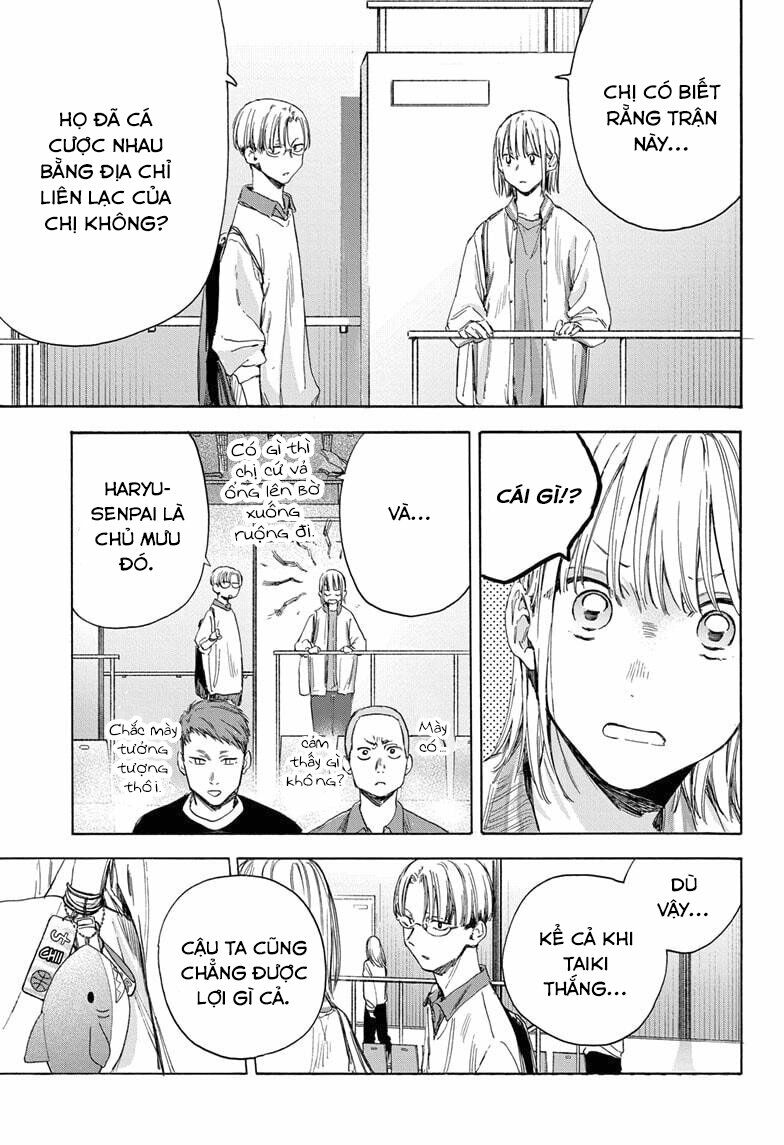 CHỊ CÓ BIẾT
RẰNG TRẬN
NÀY...
HỌ ĐÃ CÁ
CƯỢC NHAU
BẰNG ĐỊA CHỈ
LIÊN LẠC CỦA
CHỊ KHÔNG?
CÁI GÌ!?
VÀ...
Có gì thì
chị cứ vả
ổng lên bờ
xuống
ruộng đi.
HARYU-
SENPAI LÀ
CHỦ MƯU
ĐÓ.
Mày
có...
cảm
thấy gì
không?
Chắc mày
tưởng
tượng
thôi.
DÙ
VẬY...
KỂ CẢ KHI
TAIKI
THẮNG...
CẬU TA CŨNG
CHẲNG ĐƯỢC
LỢI GÌ CẢ.
CHI